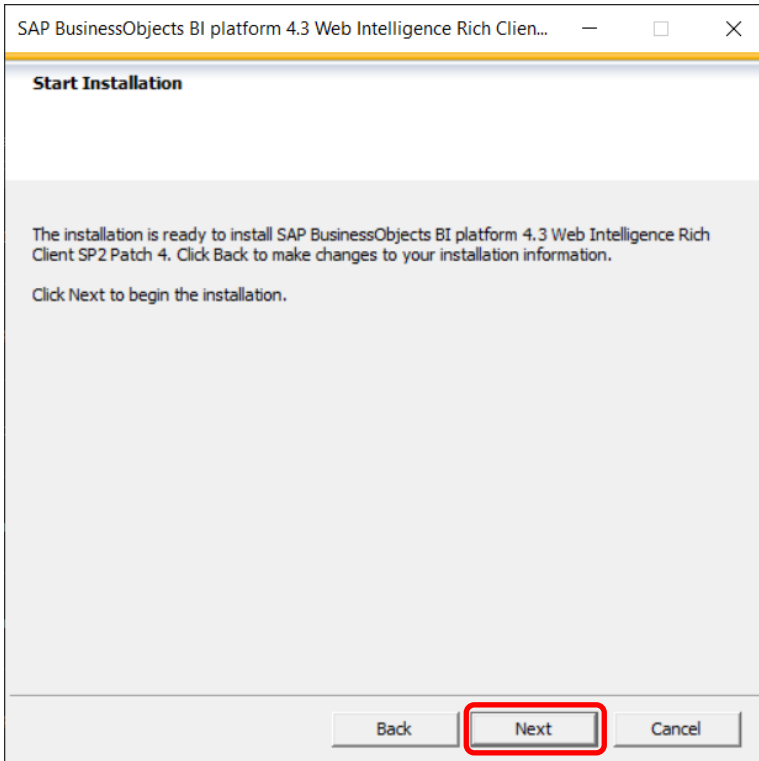 SAP BusinessObjects BI platform 4.3 Web Intelligence Rich Clien...
Start Installation
The installation is ready to install SAP BusinessObjects BI platform 4.3 Web Intelligence Rich
Client SP2 Patch 4. Click Back to make changes to your installation information.
Click Next to begin the installation.
Back
Next
Cancel